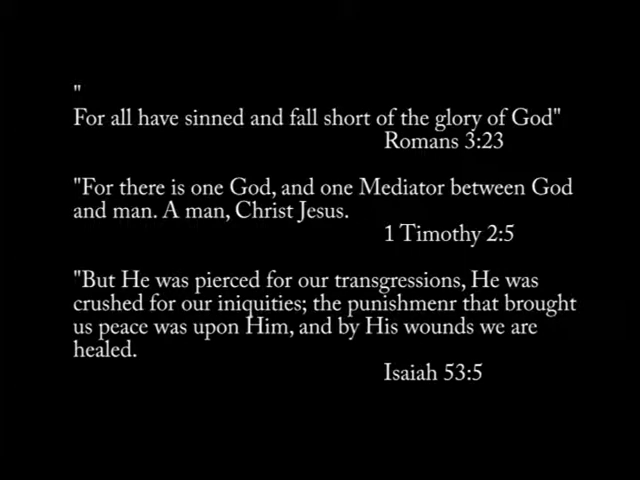 "
For all have sinned and fall short of the glory of God"
Romans 3:23
"For there is one God, and one Mediator between God
and man. A man, Christ Jesus.
1 Timothy 2:5
"But He was pierced for our transgressions, He was
crushed for our iniquities; the punishmenr that brought
us peace was upon Him, and by His wounds we are
healed.
Isaiah 53:5